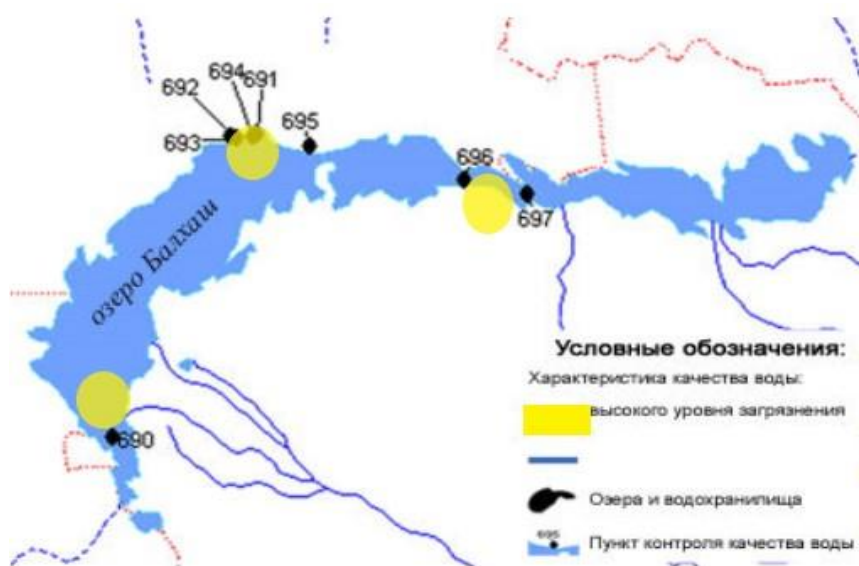 694 691
692
693
695
696
697
озеро Балхаш
690
Условные обозначения:
Характеристика качества воды:
высокого уровня загрязнения
Озера и водохранилища
695
Пункт контроля качества воды